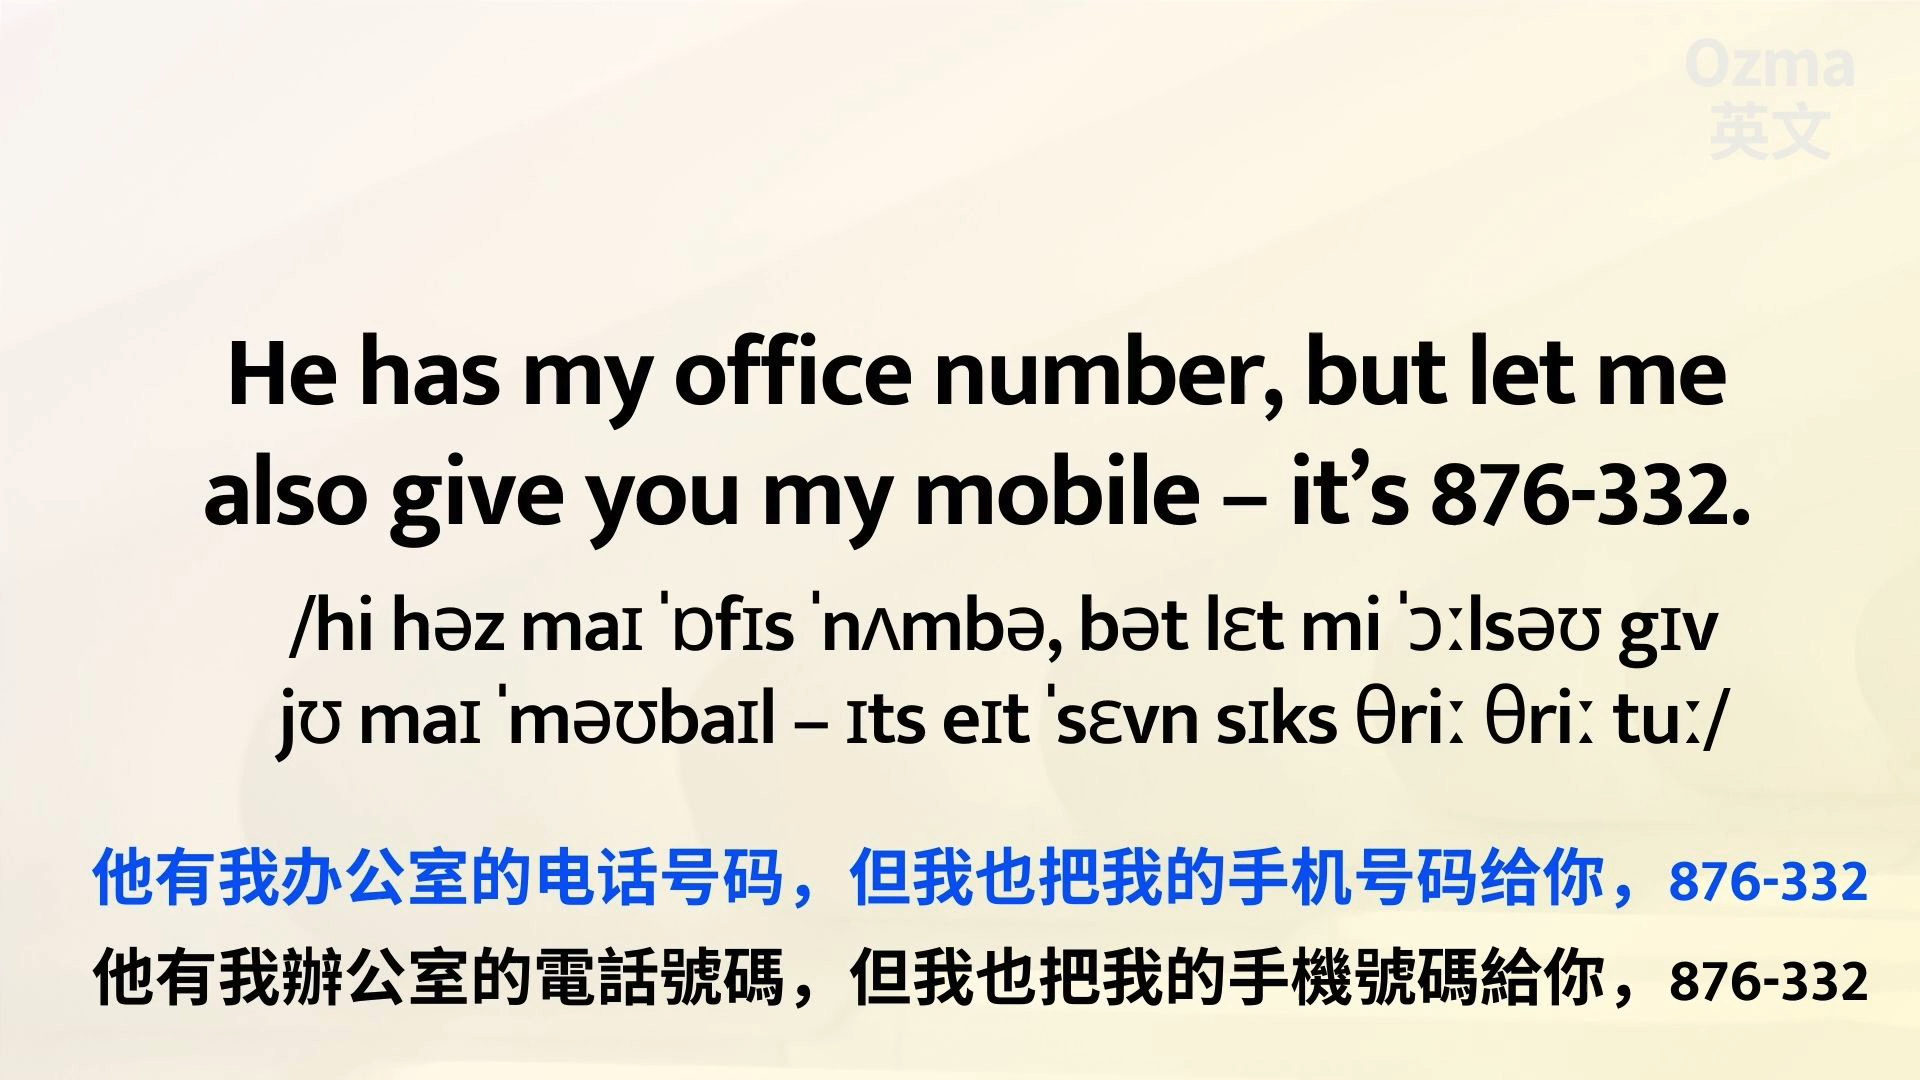 Ozma
英文
He has my office number, but let me
also give you my mobile – it’s 876-332.
/hi həz maɪ ˈɒfɪs ˈnʌmbə, bət lɛt mi ˈɔːlsəʊ gɪv
jʊ maɪ ˈməʊbaɪl – ɪts eɪt ˈsɛvn sɪks θriː θriː tuː/
他有我办公室的电话号码，但我也把我的手机号码给你，876-332
他有我辦公室的電話號碼，但我也把我的手機號碼給你，876-332